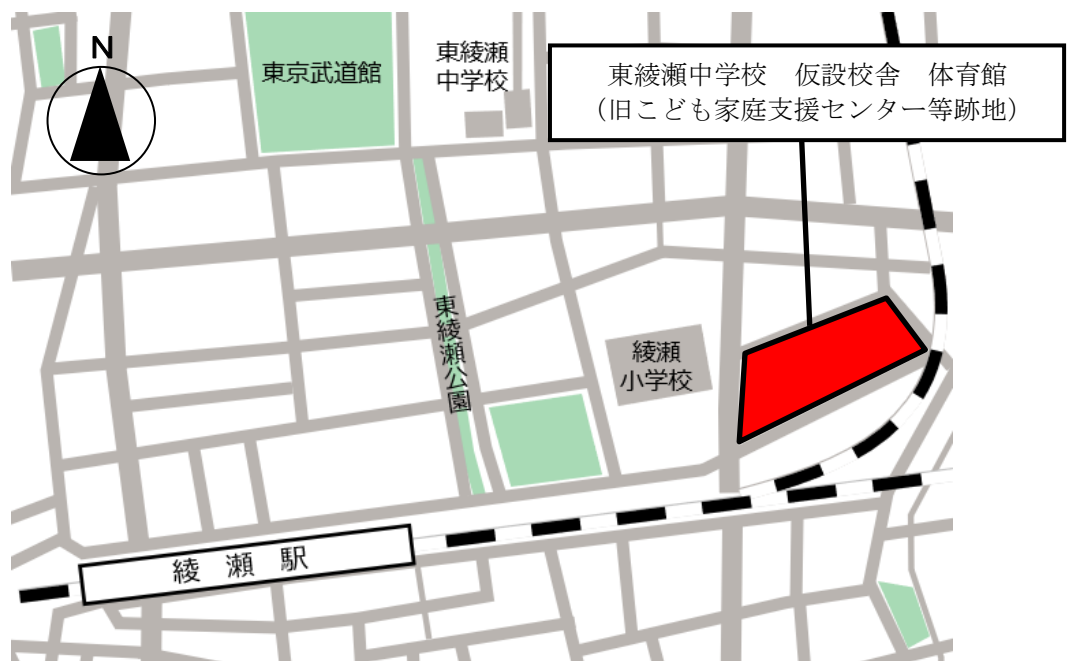 N
東京武道館
東綾瀬
中学校
東綾瀬中学校　仮設校舎　体育館
（旧こども家庭支援センター等跡地）
東綾瀬公園
綾瀬
小学校
綾　瀬　駅